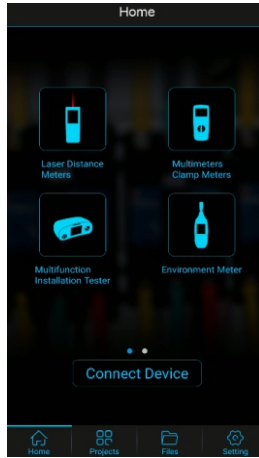 Home
Laser Distance
Meters
Multimeters
Clamp Meters
Multifunction
Installation Tester
Environment Meter
Connect Device
Home
Projects
Files
Setting